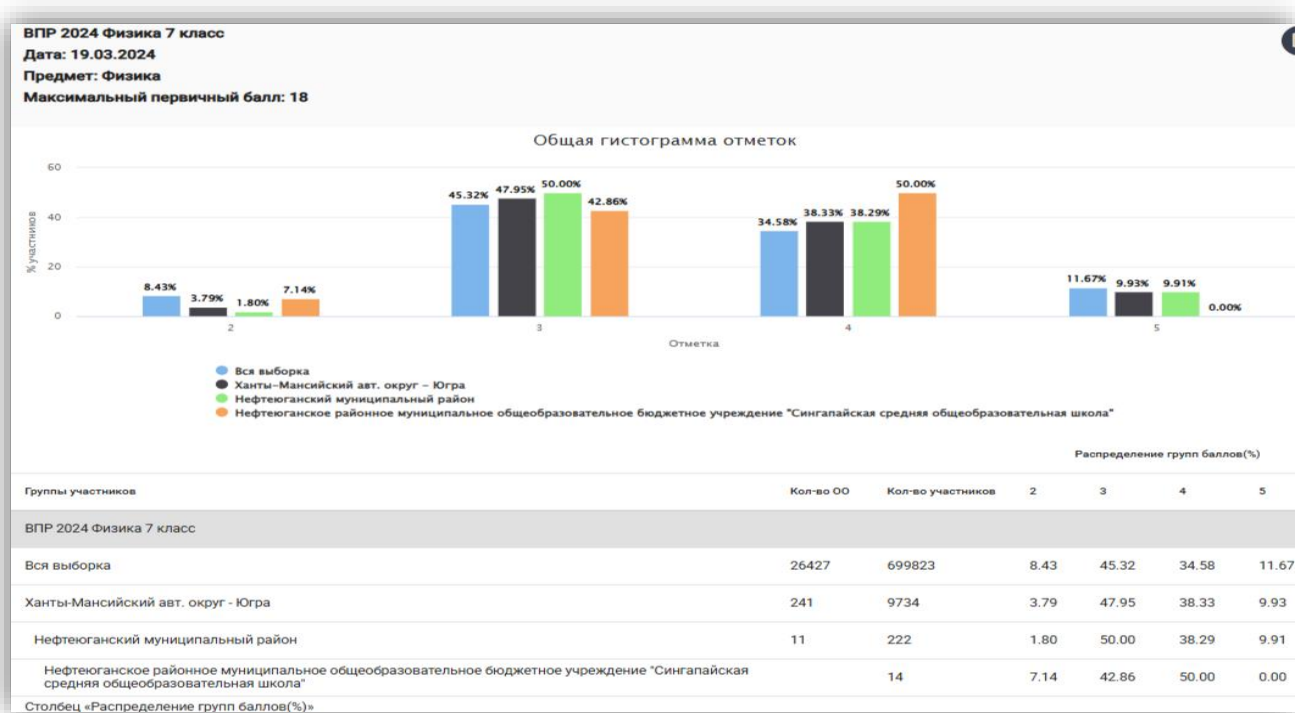 ВПР 2024 Физика 7 класс
Дата: 19.03.2024
Предмет: Физика
Максимальный первичный балл: 18
Общая гистограмма отметок
% участников
60
40
20
0
8.43% 3.79% 1.80% 7.14%
45.32% 47.95% 50.00% 42.86%
34.58% 38.33% 38.29% 50.00%
11.67% 9.93% 9.91% 0.00%
2 3 4 5
Отметка
Вся выборка
Ханты-Мансийский авт. округ - Югра
Нефтеюганский муниципальный район
Нефтеюганское районное муниципальное общеобразовательное бюджетное учреждение "Сингапайская средняя общеобразовательная школа"
Распределение групп баллов(%)
Группы участников Кол-во ОО Кол-во участников 2 3 4 5
ВПР 2024 Физика 7 класс
Вся выборка 26427 699823 8.43 45.32 34.58 11.67
Ханты-Мансийский авт. округ - Югра 241 9734 3.79 47.95 38.33 9.93
Нефтеюганский муниципальный район 11 222 1.80 50.00 38.29 9.91
Нефтеюганское районное муниципальное общеобразовательное бюджетное учреждение "Сингапайская
средняя общеобразовательная школа" 14 7.14 42.86 50.00 0.00
Столбец «Распределение групп баллов(%)»